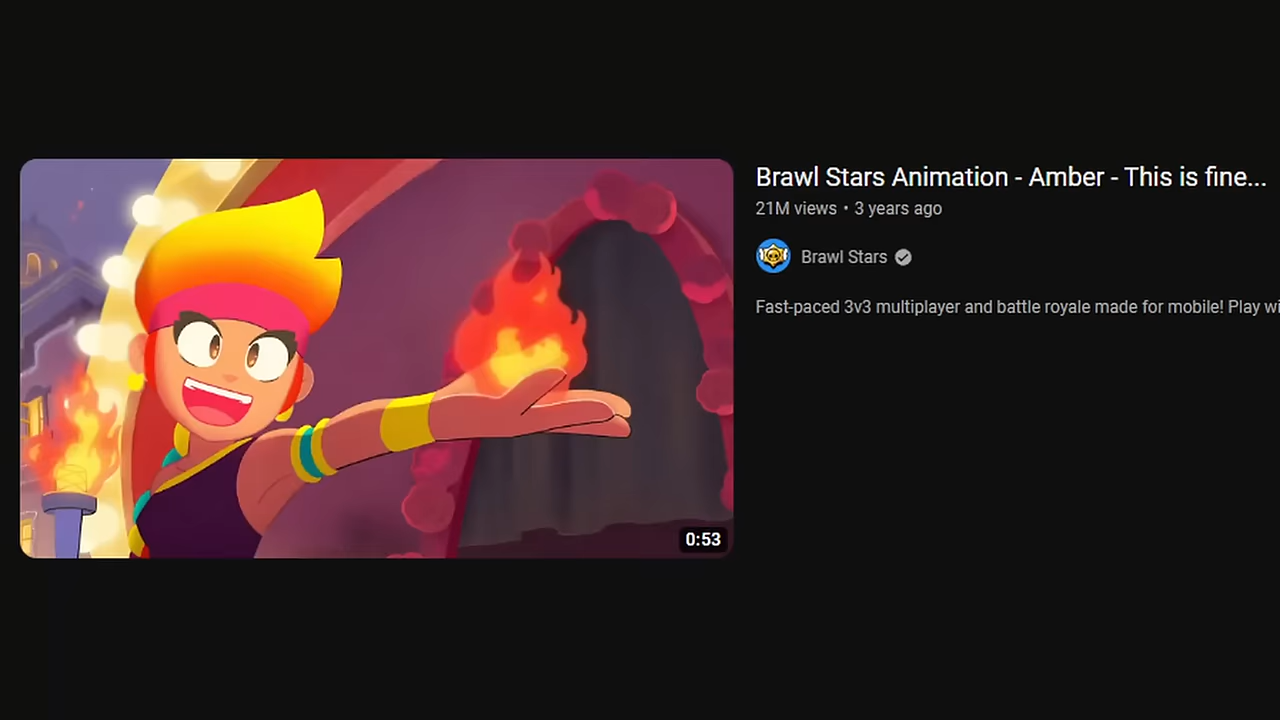 Brawl Stars Animation - Amber - This is fine...
21M views • 3 years ago
Brawl Stars
Fast-paced 3v3 multiplayer and battle royale made for mobile! Play wi
0:53